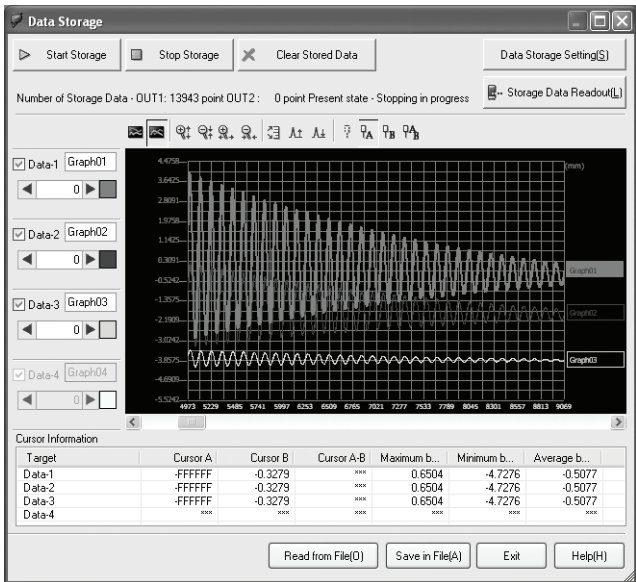 Data Storage
Start Storage Stop Storage Clear Stored Data Data Storage Setting(S)
Number of Storage Data - OUT1: 13943 point OUT2 : 0 point Present state - Stopping in progress Storage Data Readout(L)
A B A B
Data-1 Graph01
0
Data-2 Graph02
0
Data-3 Graph03
0
Data-4 Graph04
0
(mm)
4.4758
3.6425
2.8091
1.9758
1.1425
0.3091
-0.5242
-1.3575
-2.1909
-3.0242
-3.8575
-4.6909
-5.5242
Graph01
Graph02
Graph03
4973 5229 5485 5741 5997 6253 6509 6765 7021 7277 7533 7789 8045 8301 8557 8813 9069
Cursor Information
Target Cursor A Cursor B Cursor A-B Maximum b... Minimum b... Average b...
Data-1 -FFFFFF -0.3279 *** 0.6504 -4.7276 -0.5077
Data-2 -FFFFFF -0.3279 *** 0.6504 -4.7276 -0.5077
Data-3 -FFFFFF -0.3279 *** 0.6504 -4.7276 -0.5077
Data-4 *** *** *** *** *** ***
Read from File(O) Save in File(A) Exit Help(H)